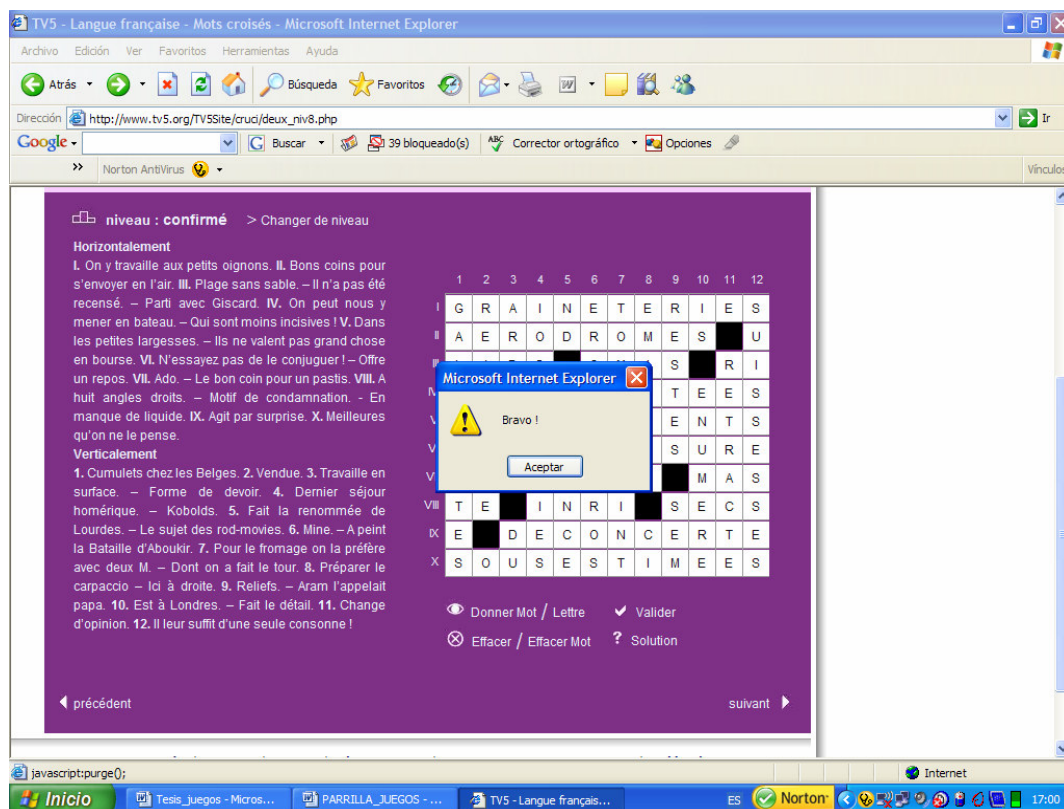 TV5 - Langue française - Mots croisés - Microsoft Internet Explorer
Archivo Edición Ver Favoritos Herramientas Ayuda
Atrás Búsqueda Favoritos
Dirección http://www.tv5.org/TV5Site/cruci/deux_niv8.php Ir
Google Buscar 39 bloqueado(s) ABC Corrector ortográfico Opciones
>> Norton AntiVirus Vínculos
niveau : confirmé > Changer de niveau
Horizontalement
I. On y travaille aux petits oignons. II. Bons coins pour
s'envoyer en l'air. III. Plage sans sable. – Il n'a pas été
recensé. – Parti avec Giscard. IV. On peut nous y
mener en bateau. – Qui sont moins incisives ! V. Dans
les petites largesses. – Ils ne valent pas grand chose
en bourse. VI. N'essayez pas de le conjuguer ! – Offre
un repos. VII. Ado. – Le bon coin pour un pastis. VIII. A
huit angles droits. – Motif de condamnation. - En
manque de liquide. IX. Agit par surprise. X. Meilleures
qu'on ne le pense.
Verticalement
1. Cumulets chez les Belges. 2. Vendue. 3. Travaille en
surface. – Forme de devoir. 4. Dernier séjour
homérique. – Kobolds. 5. Fait la renommée de
Lourdes. – Le sujet des rod-movies. 6. Mine. – A peint
la Bataille d'Aboukir. 7. Pour le fromage on la préfère
avec deux M. – Dont on a fait le tour. 8. Préparer le
carpaccio – Ici à droite. 9. Reliefs. – Aram l'appelait
papa. 10. Est à Londres. – Fait le détail. 11. Change
d'opinion. 12. Il leur suffit d'une seule consonne !
1 2 3 4 5 6 7 8 9 10 11 12
I G R A I N E T E R I E S
II A E R O D R O M E S U
S R I
T E E S
E N T S
S U R E
M A S
VIII T E I N R I S E C S
IX E D E C O N C E R T E
X S O U S E S T I M E E S
Microsoft Internet Explorer
Bravo !
Aceptar
Donner Mot / Lettre Valider
Effacer / Effacer Mot ? Solution
précédent suivant
javascript:purge(); Internet
Inicio Tesis_juegos - Micros... PARRILLA_JUEGOS - ... TV5 - Langue français... ES Norton 17:00